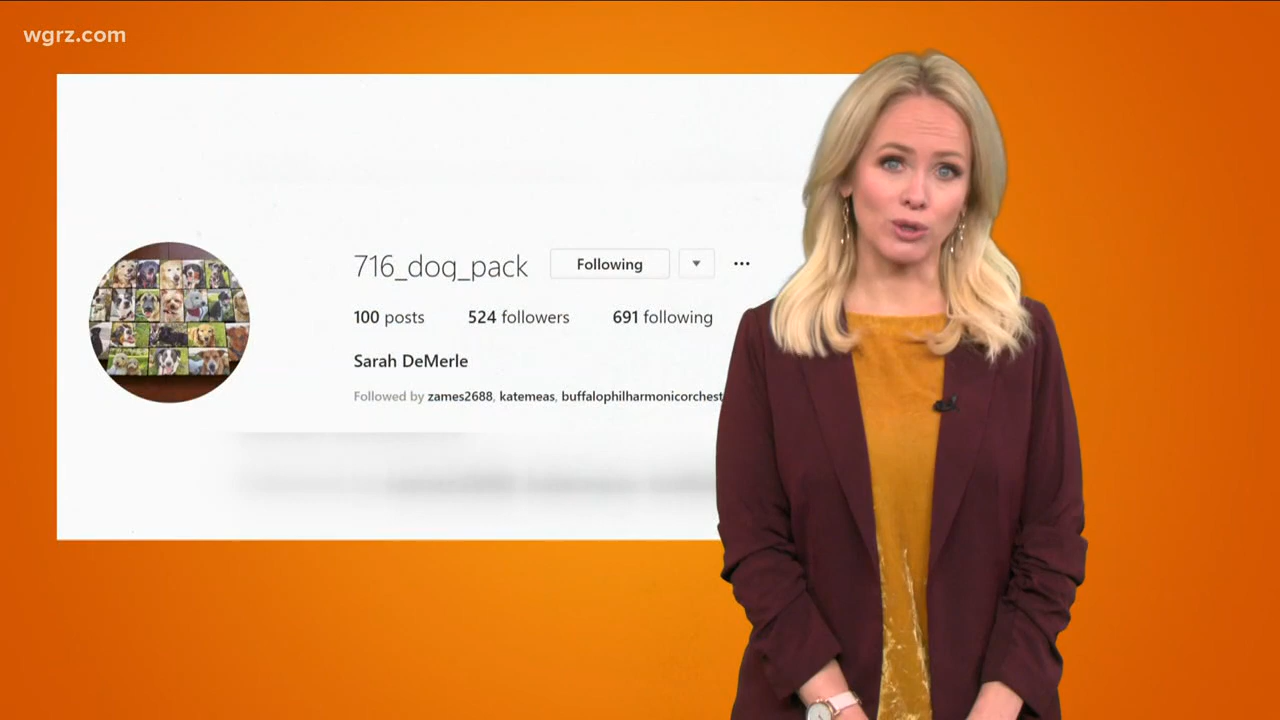 wgrz.com
716_dog_pack Following ...
100 posts 524 followers 691 following
Sarah DeMerle
Followed by zames2688, katemeas, buffalophilharmonicorchest